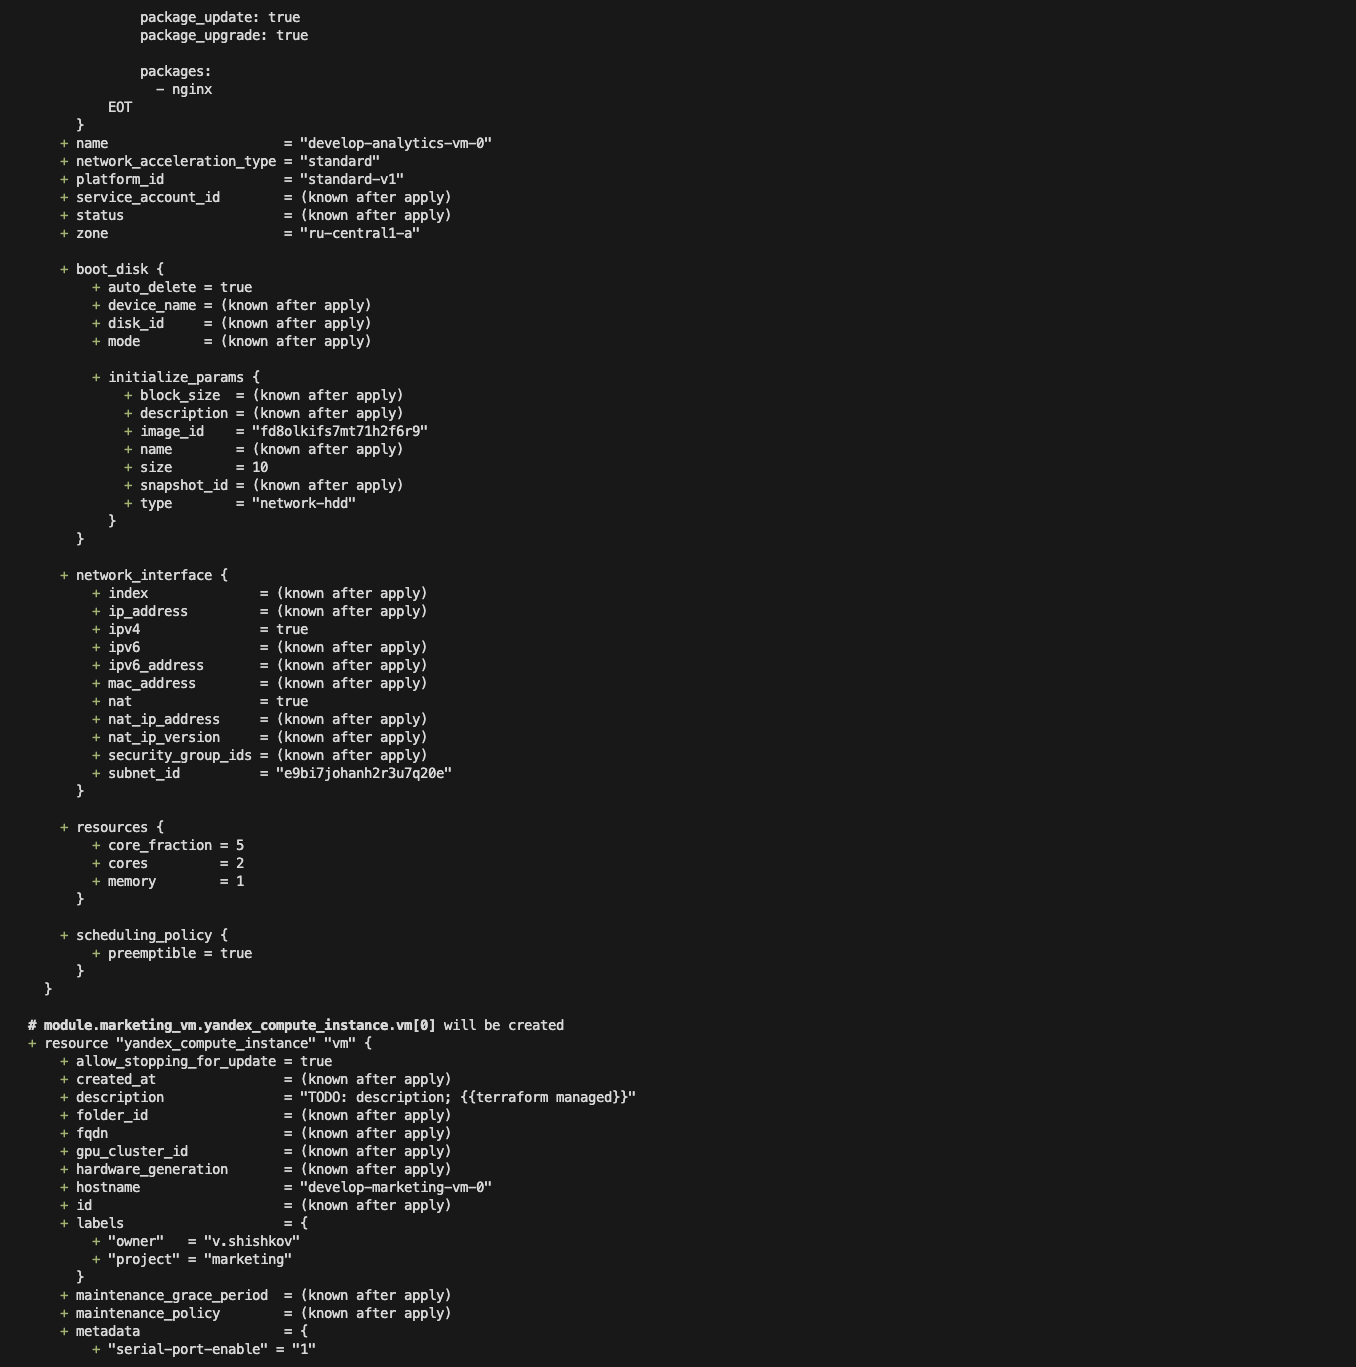 package_update: true
package_upgrade: true
packages:
- nginx
EOT
}
+ name = "develop-analytics-vm-0"
+ network_acceleration_type = "standard"
+ platform_id = "standard-v1"
+ service_account_id = (known after apply)
+ status = (known after apply)
+ zone = "ru-central1-a"
+ boot_disk {
+ auto_delete = true
+ device_name = (known after apply)
+ disk_id = (known after apply)
+ mode = (known after apply)
+ initialize_params {
+ block_size = (known after apply)
+ description = (known after apply)
+ image_id = "fd8olkifs7mt71h2f6r9"
+ name = (known after apply)
+ size = 10
+ snapshot_id = (known after apply)
+ type = "network-hdd"
}
}
+ network_interface {
+ index = (known after apply)
+ ip_address = (known after apply)
+ ipv4 = true
+ ipv6 = (known after apply)
+ ipv6_address = (known after apply)
+ mac_address = (known after apply)
+ nat = true
+ nat_ip_address = (known after apply)
+ nat_ip_version = (known after apply)
+ security_group_ids = (known after apply)
+ subnet_id = "e9bi7johanh2r3u7q20e"
}
+ resources {
+ core_fraction = 5
+ cores = 2
+ memory = 1
}
+ scheduling_policy {
+ preemptible = true
}
}
# module.marketing_vm.yandex_compute_instance.vm[0] will be created
+ resource "yandex_compute_instance" "vm" {
+ allow_stopping_for_update = true
+ created_at = (known after apply)
+ description = "TODO: description; {{terraform managed}}"
+ folder_id = (known after apply)
+ fqdn = (known after apply)
+ gpu_cluster_id = (known after apply)
+ hardware_generation = (known after apply)
+ hostname = "develop-marketing-vm-0"
+ id = (known after apply)
+ labels = {
+ "owner" = "v.shishkov"
+ "project" = "marketing"
}
+ maintenance_grace_period = (known after apply)
+ maintenance_policy = (known after apply)
+ metadata = {
+ "serial-port-enable" = "1"